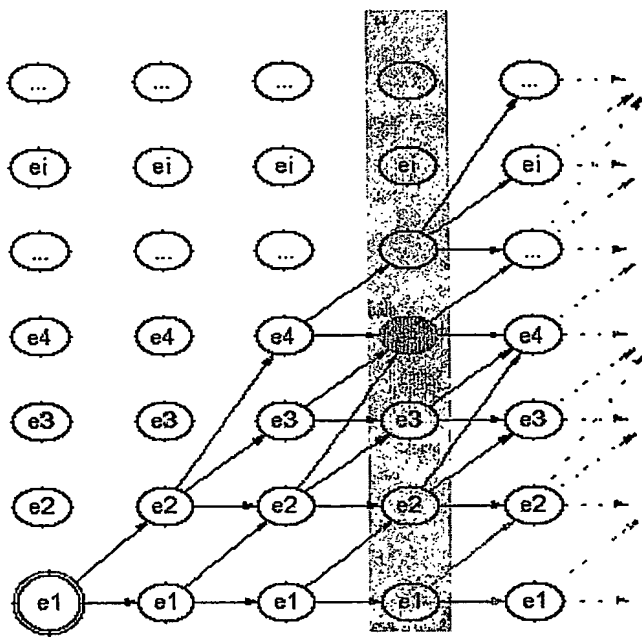 ... ... ... ...
ei ei ei ei ei
... ... ... ...
e4 e4 e4 e4
e3 e3 e3 e3 e3
e2 e2 e2 e2 e2
e1 e1 e1 e1 e1